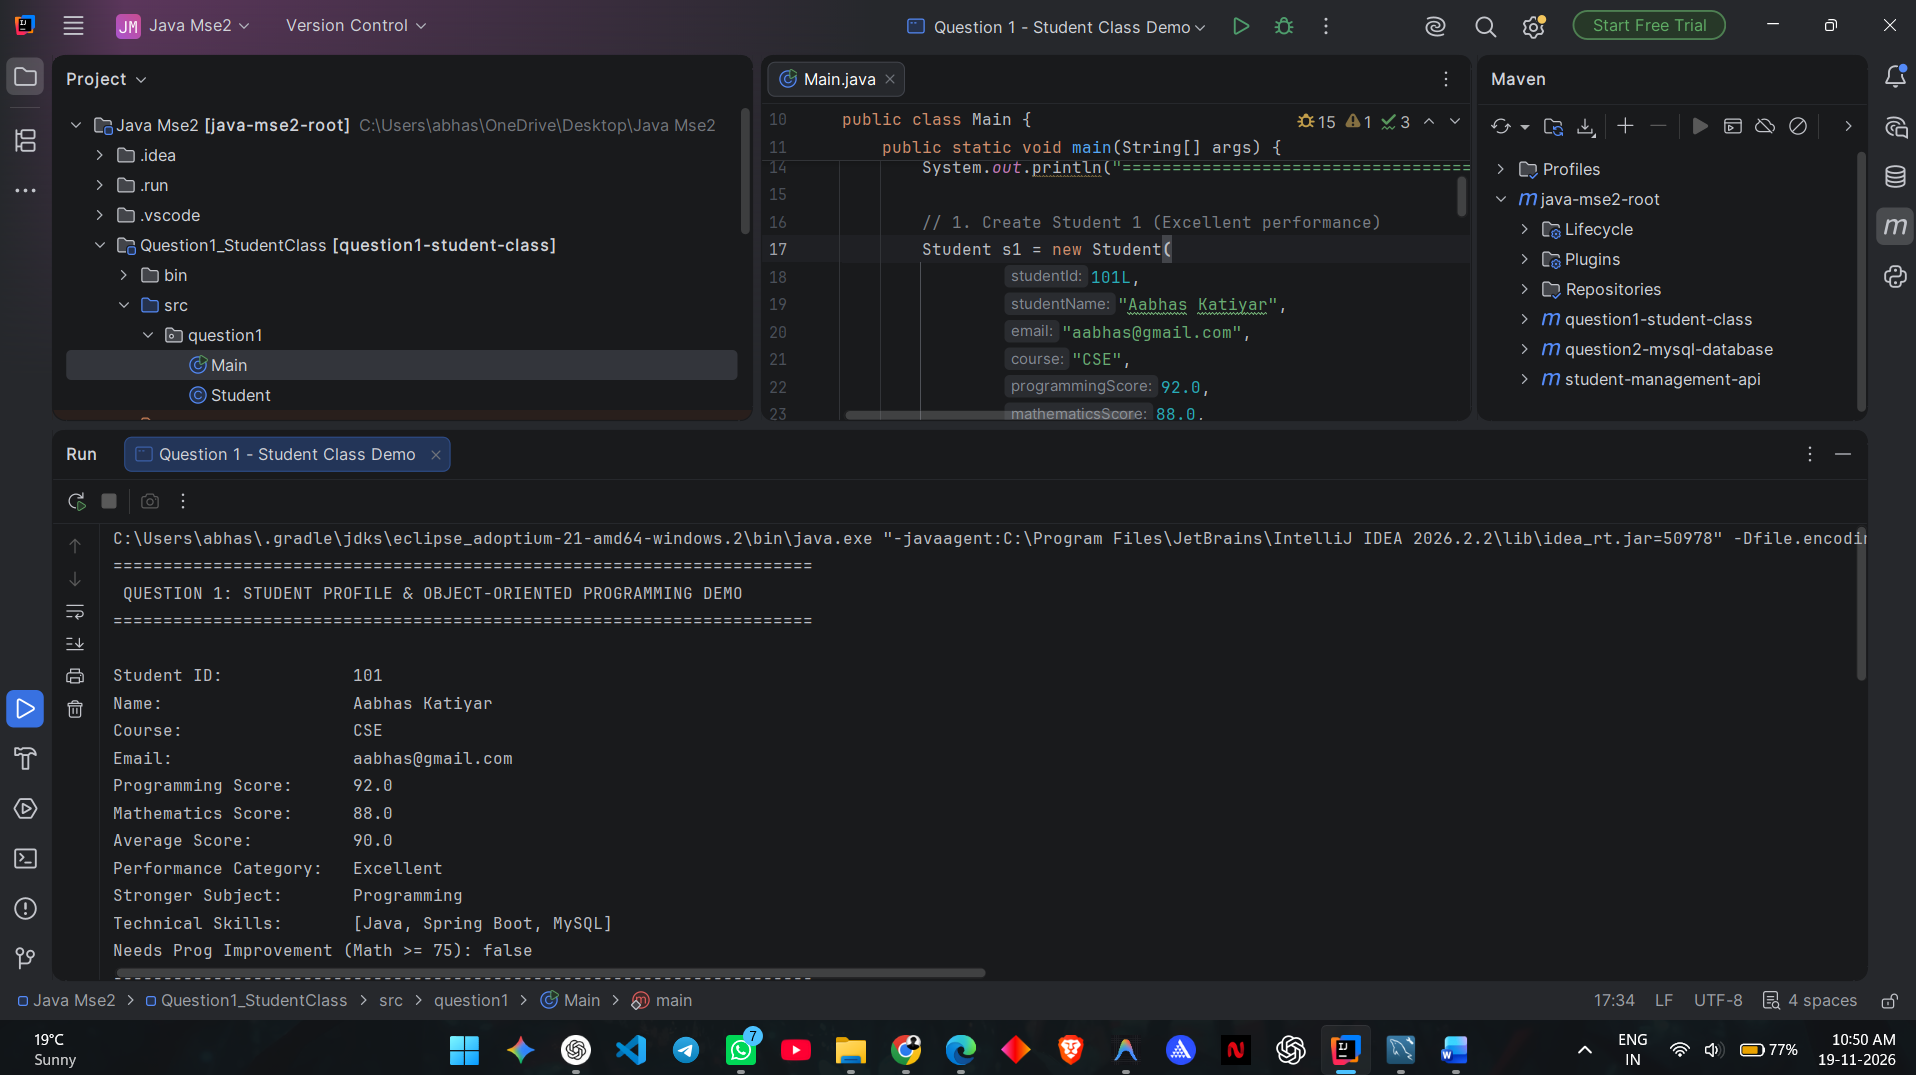 JM Java Mse2
Version Control
Question 1 - Student Class Demo
Start Free Trial
Project
Java Mse2 [java-mse2-root] C:\Users\abhas\OneDrive\Desktop\Java Mse2
.idea
.run
.vscode
Question1_StudentClass [question1-student-class]
bin
src
question1
Main
Student
Main.java
15 1 3
10 public class Main {
11 public static void main(String[] args) {
14 System.out.println("===================================
15
16 // 1. Create Student 1 (Excellent performance)
17 Student s1 = new Student(
18 studentId: 101L,
19 studentName: "Aabhas Katiyar",
20 email: "aabhas@gmail.com",
21 course: "CSE",
22 programmingScore: 92.0,
23 mathematicsScore: 88.0,
Maven
Profiles
m java-mse2-root
Lifecycle
Plugins
Repositories
m question1-student-class
m question2-mysql-database
m student-management-api
m
Run
Question 1 - Student Class Demo
C:\Users\abhas\.gradle\jdks\eclipse_adoptium-21-amd64-windows.2\bin\java.exe "-javaagent:C:\Program Files\JetBrains\IntelliJ IDEA 2026.2.2\lib\idea_rt.jar=50978" -Dfile.encodin
======================================================================
QUESTION 1: STUDENT PROFILE & OBJECT-ORIENTED PROGRAMMING DEMO
======================================================================
Student ID: 101
Name: Aabhas Katiyar
Course: CSE
Email: aabhas@gmail.com
Programming Score: 92.0
Mathematics Score: 88.0
Average Score: 90.0
Performance Category: Excellent
Stronger Subject: Programming
Technical Skills: [Java, Spring Boot, MySQL]
Needs Prog Improvement (Math >= 75): false
Java Mse2 > Question1_StudentClass > src > question1 > Main > main
17:34 LF UTF-8 4 spaces
19°C
Sunny
7
ENG
IN
77%
10:50 AM
19-11-2026